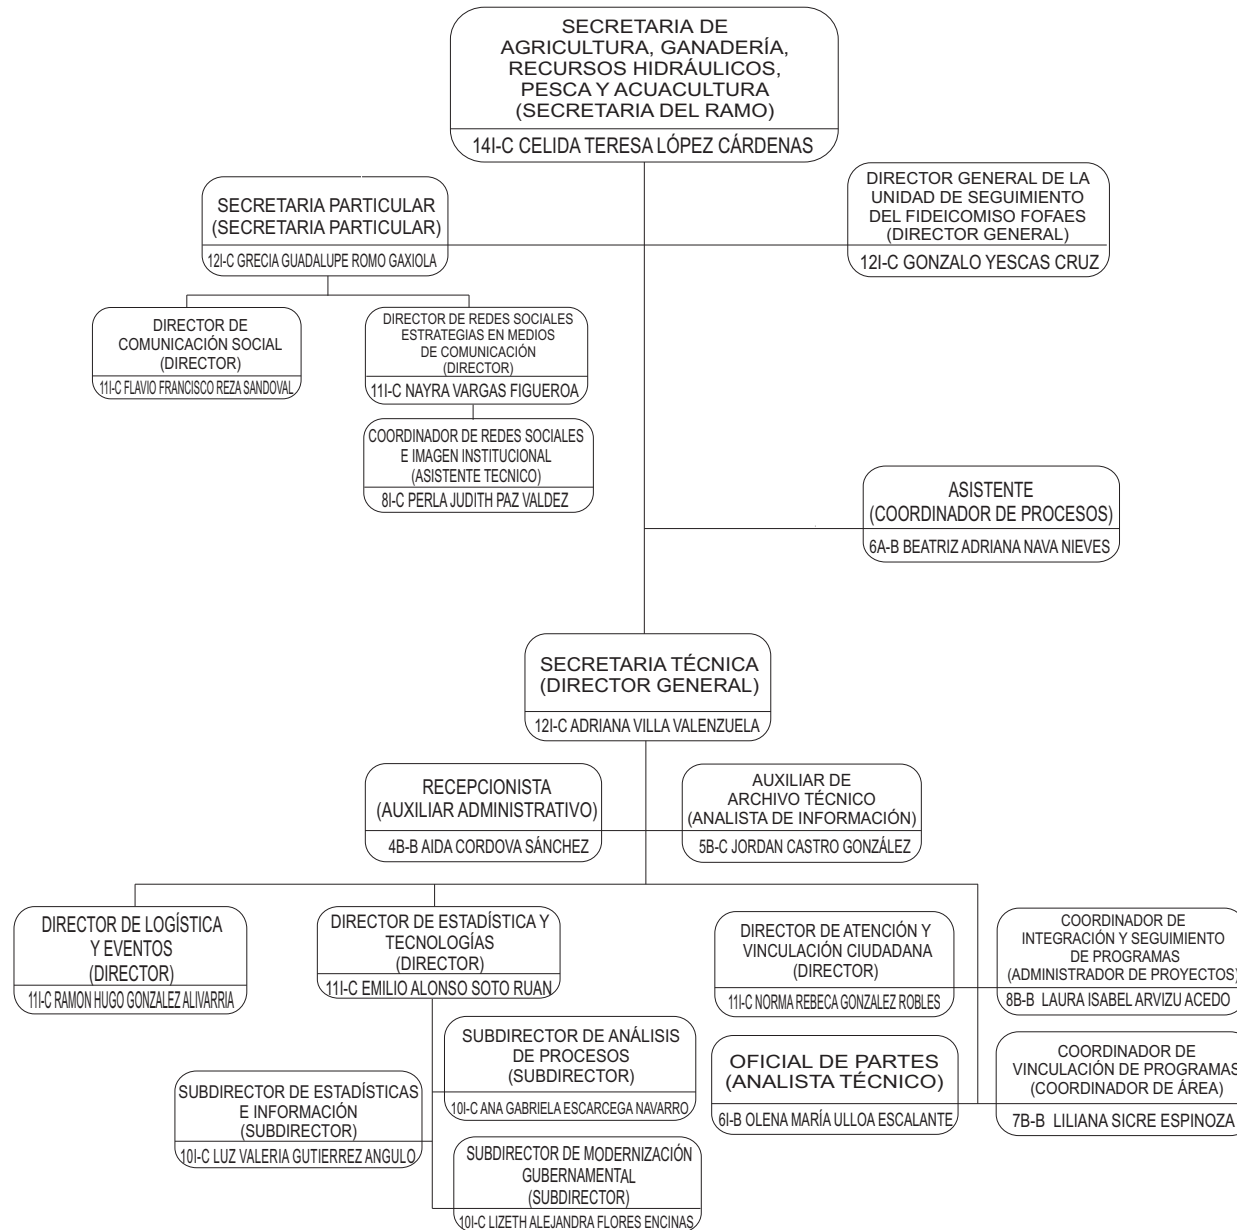 SECRETARIA DE
AGRICULTURA, GANADERÍA,
RECURSOS HIDRÁULICOS,
PESCA Y ACUACULTURA
(SECRETARIA DEL RAMO)
14I-C CELIDA TERESA LÓPEZ CÁRDENAS
SECRETARIA PARTICULAR
(SECRETARIA PARTICULAR)
12I-C GRECIA GUADALUPE ROMO GAXIOLA
DIRECTOR GENERAL DE LA
UNIDAD DE SEGUIMIENTO
DEL FIDEICOMISO FOFAES
(DIRECTOR GENERAL)
12I-C GONZALO YESCAS CRUZ
DIRECTOR DE
COMUNICACIÓN SOCIAL
(DIRECTOR)
11I-C FLAVIO FRANCISCO REZA SANDOVAL
DIRECTOR DE REDES SOCIALES
ESTRATEGIAS EN MEDIOS
DE COMUNICACIÓN
(DIRECTOR)
11I-C NAYRA VARGAS FIGUEROA
COORDINADOR DE REDES SOCIALES
E IMAGEN INSTITUCIONAL
(ASISTENTE TECNICO)
8I-C PERLA JUDITH PAZ VALDEZ
ASISTENTE
(COORDINADOR DE PROCESOS)
6A-B BEATRIZ ADRIANA NAVA NIEVES
SECRETARIA TÉCNICA
(DIRECTOR GENERAL)
12I-C ADRIANA VILLA VALENZUELA
RECEPCIONISTA
(AUXILIAR ADMINISTRATIVO)
4B-B AIDA CORDOVA SÁNCHEZ
AUXILIAR DE
ARCHIVO TÉCNICO
(ANALISTA DE INFORMACIÓN)
5B-C JORDAN CASTRO GONZÁLEZ
DIRECTOR DE LOGÍSTICA
Y EVENTOS
(DIRECTOR)
11I-C RAMON HUGO GONZALEZ ALIVARRIA
DIRECTOR DE ESTADÍSTICA Y
TECNOLOGÍAS
(DIRECTOR)
11I-C EMILIO ALONSO SOTO RUAN
DIRECTOR DE ATENCIÓN Y
VINCULACIÓN CIUDADANA
(DIRECTOR)
11I-C NORMA REBECA GONZALEZ ROBLES
COORDINADOR DE
INTEGRACIÓN Y SEGUIMIENTO
DE PROGRAMAS
(ADMINISTRADOR DE PROYECTOS)
8B-B LAURA ISABEL ARVIZU ACEDO
SUBDIRECTOR DE ANÁLISIS
DE PROCESOS
(SUBDIRECTOR)
10I-C ANA GABRIELA ESCARCEGA NAVARRO
OFICIAL DE PARTES
(ANALISTA TÉCNICO)
6I-B OLENA MARÍA ULLOA ESCALANTE
COORDINADOR DE
VINCULACIÓN DE PROGRAMAS
(COORDINADOR DE ÁREA)
7B-B LILIANA SICRE ESPINOZA
SUBDIRECTOR DE ESTADÍSTICAS
E INFORMACIÓN
(SUBDIRECTOR)
10I-C LUZ VALERIA GUTIERREZ ANGULO
SUBDIRECTOR DE MODERNIZACIÓN
GUBERNAMENTAL
(SUBDIRECTOR)
10I-C LIZETH ALEJANDRA FLORES ENCINAS